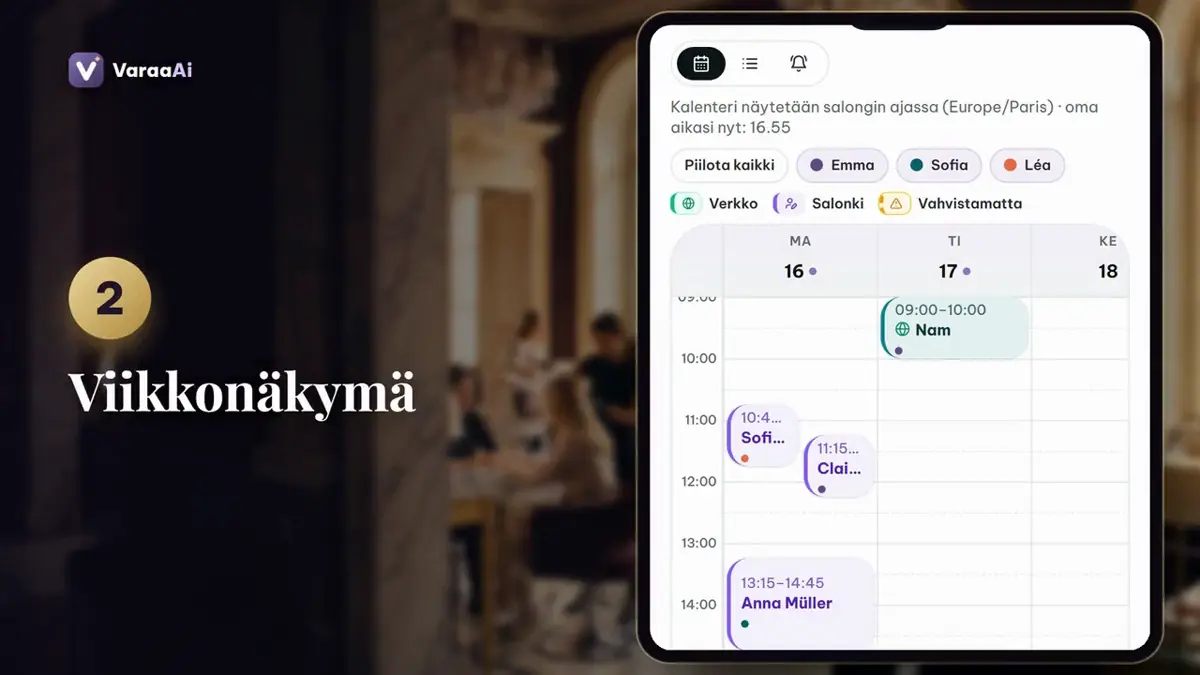 VaraaAi
2
Viikkonäkymä
Kalenteri näytetään salongin ajassa (Europe/Paris) · oma
aikasi nyt: 16.55
Piilota kaikki
Emma
Sofia
Léa
Verkko
Salonki
Vahvistamatta
MA
TI
KE
16
17
18
09:00
09:00–10:00
Nam
10:00
11:00
10:4…
Sofi…
11:15…
Clai…
12:00
13:00
13:15–14:45
Anna Müller
14:00